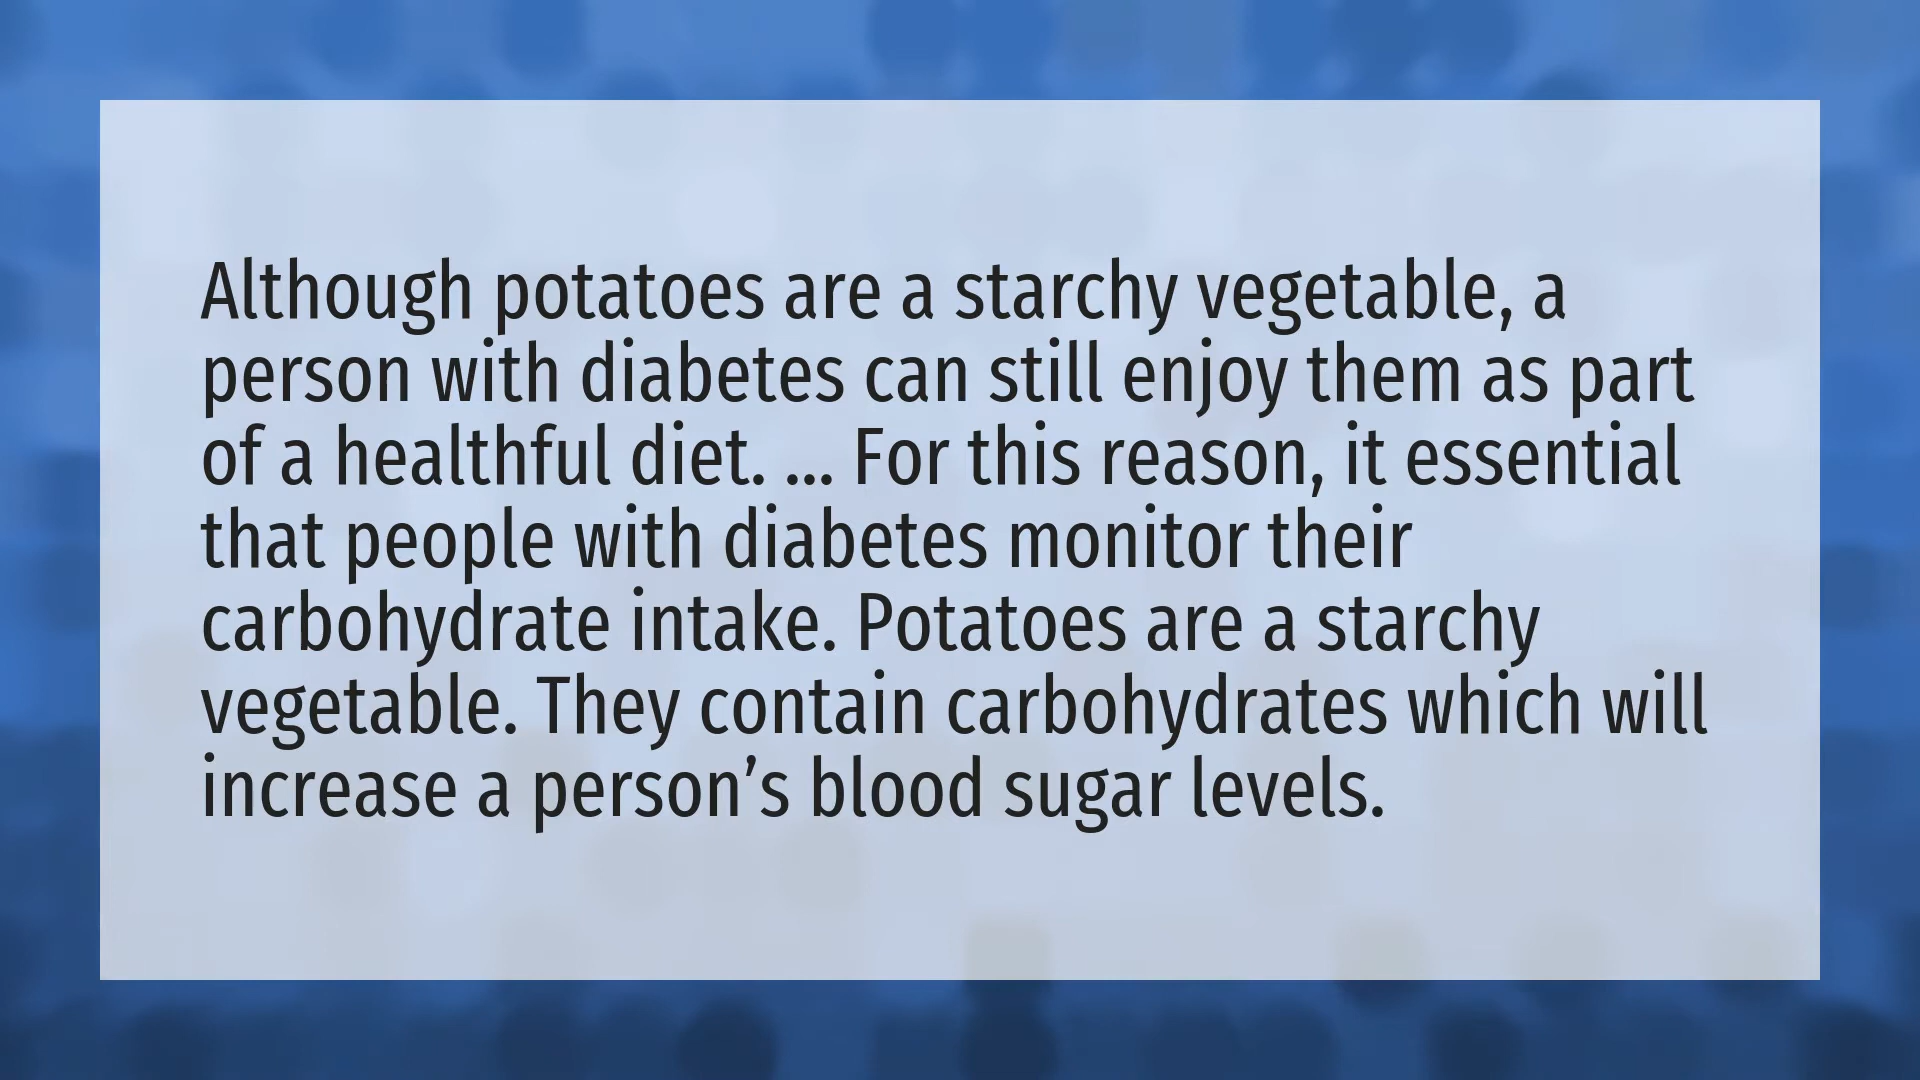 Although potatoes are a starchy vegetable, a
person with diabetes can still enjoy them as part
of a healthful diet. ... For this reason, it essential
that people with diabetes monitor their
carbohydrate intake. Potatoes are a starchy
vegetable. They contain carbohydrates which will
increase a person’s blood sugar levels.